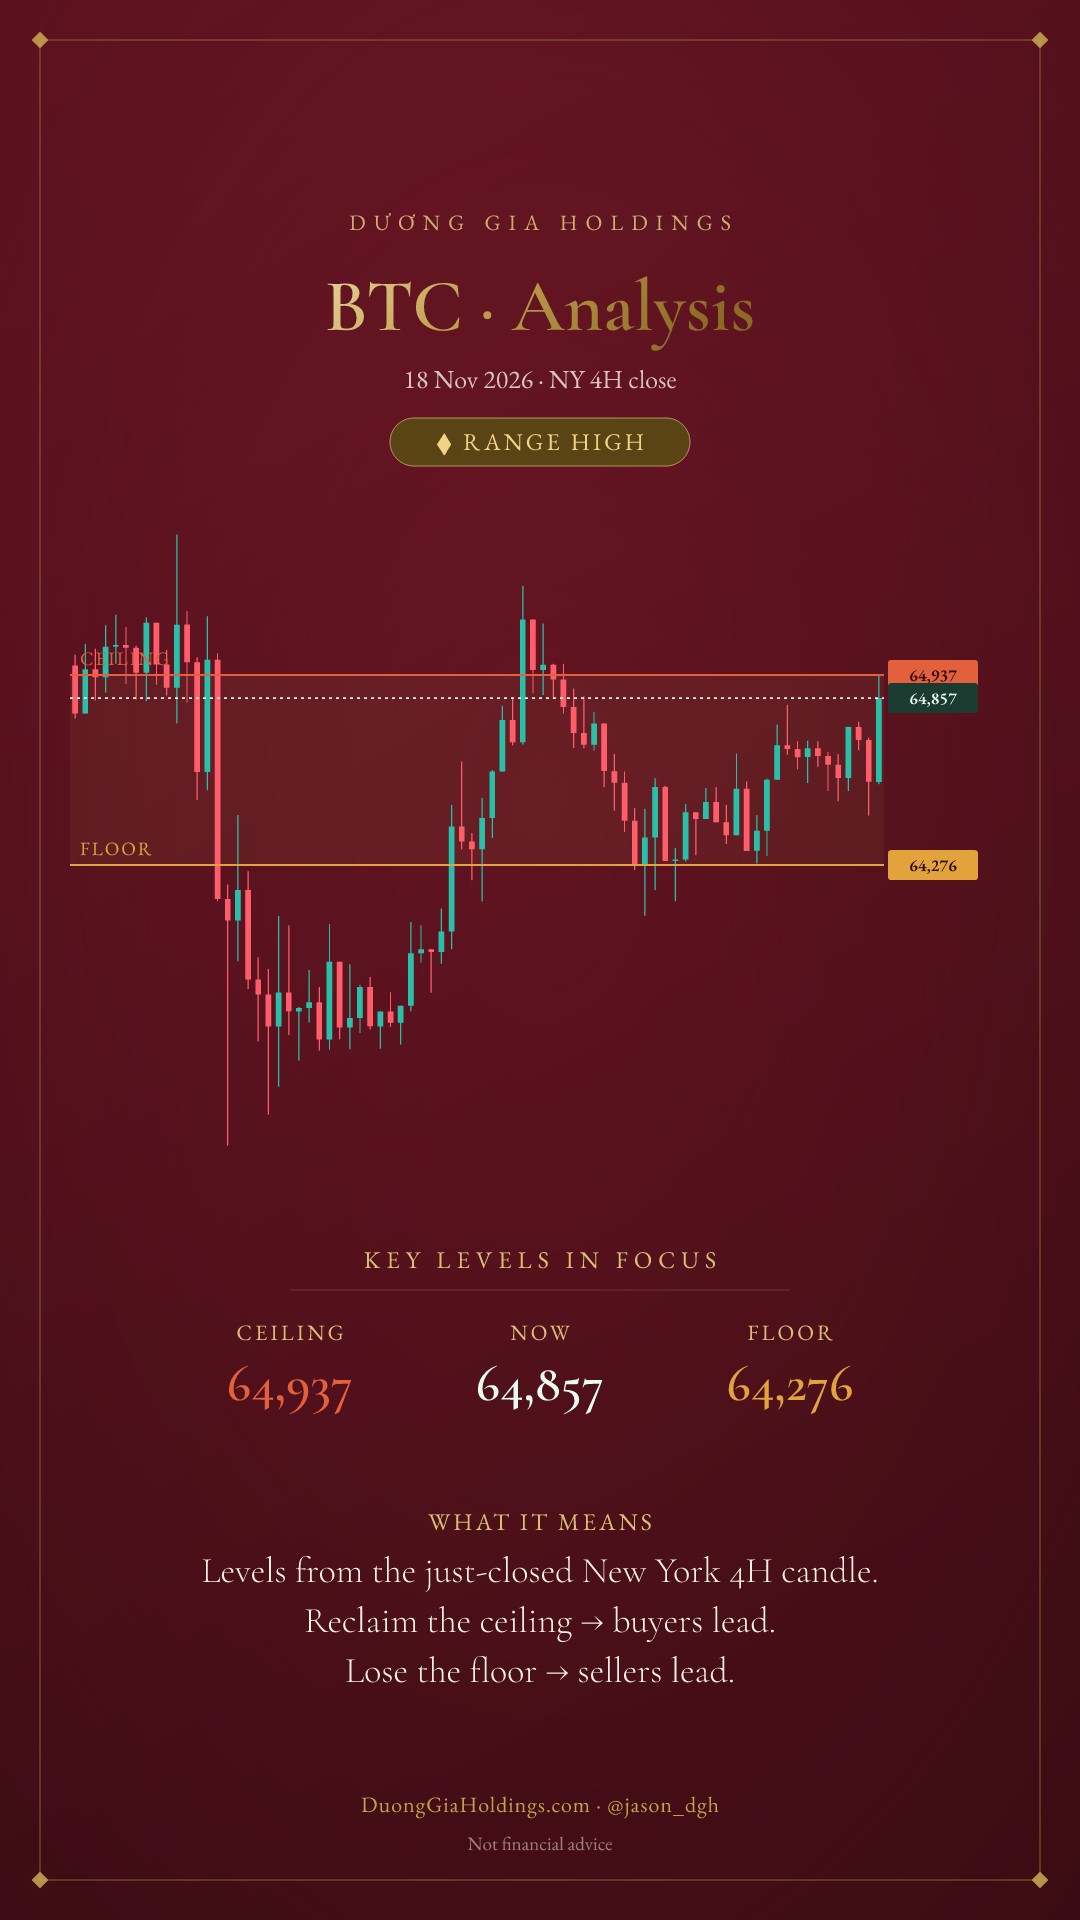 DƯƠNG GIA HOLDINGS
BTC · Analysis
18 Nov 2026 · NY 4H close
♦ RANGE HIGH
CEILING
64,937
64,857
FLOOR
64,276
KEY LEVELS IN FOCUS
CEILING NOW FLOOR
64,937 64,857 64,276
WHAT IT MEANS
Levels from the just-closed New York 4H candle.
Reclaim the ceiling → buyers lead.
Lose the floor → sellers lead.
DuongGiaHoldings.com · @jason_dgh
Not financial advice